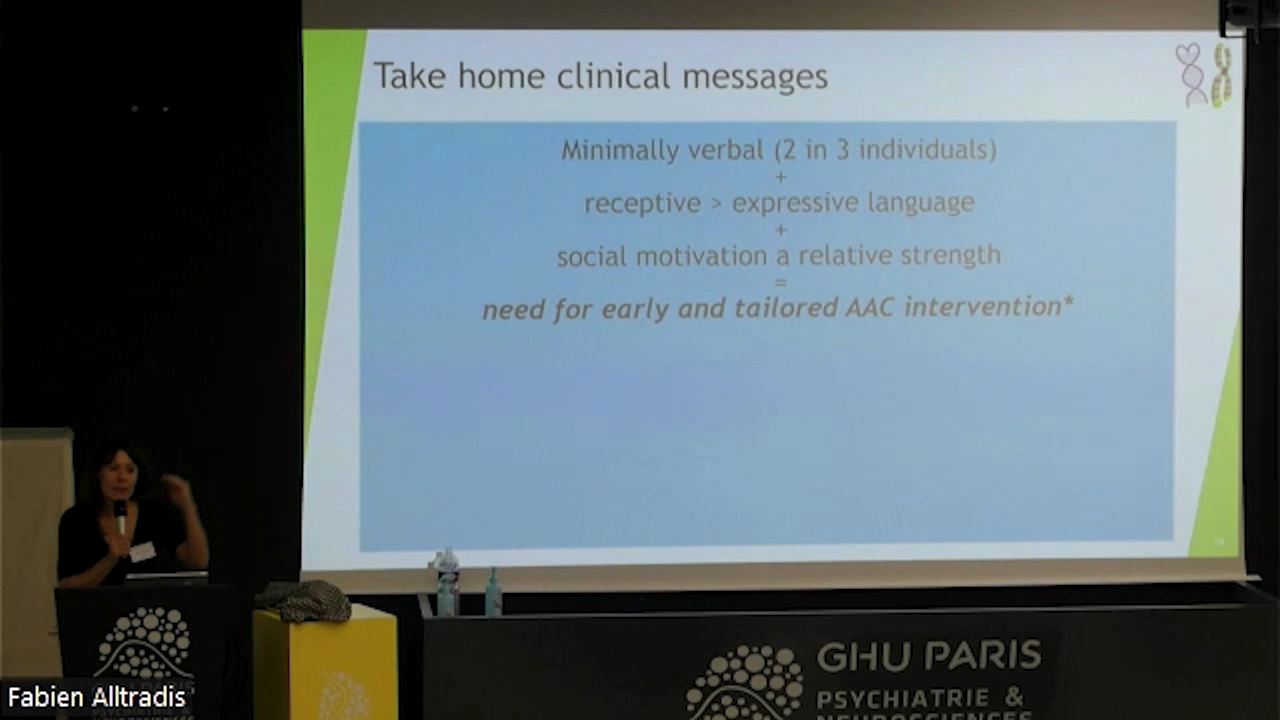 Take home clinical messages
Minimally verbal (2 in 3 individuals)
+
receptive > expressive language
+
social motivation a relative strength
=
need for early and tailored AAC intervention*
GHU PARIS
PSYCHIATRIE &
NEUROSCIENCES
Fabien Alltradis